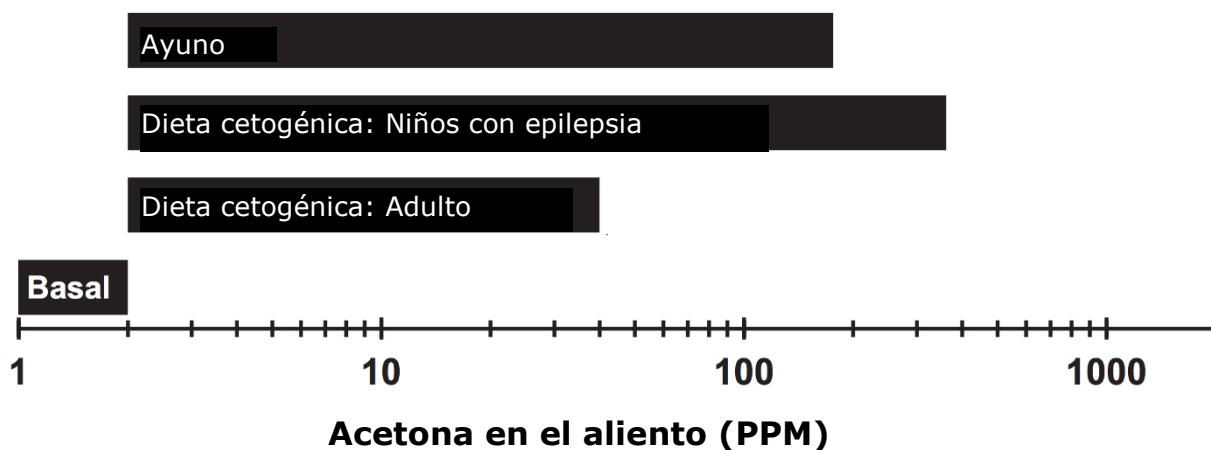 Ayuno
Dieta cetogénica: Niños con epilepsia
Dieta cetogénica: Adulto
Basal
1 10 100 1000
Acetona en el aliento (PPM)